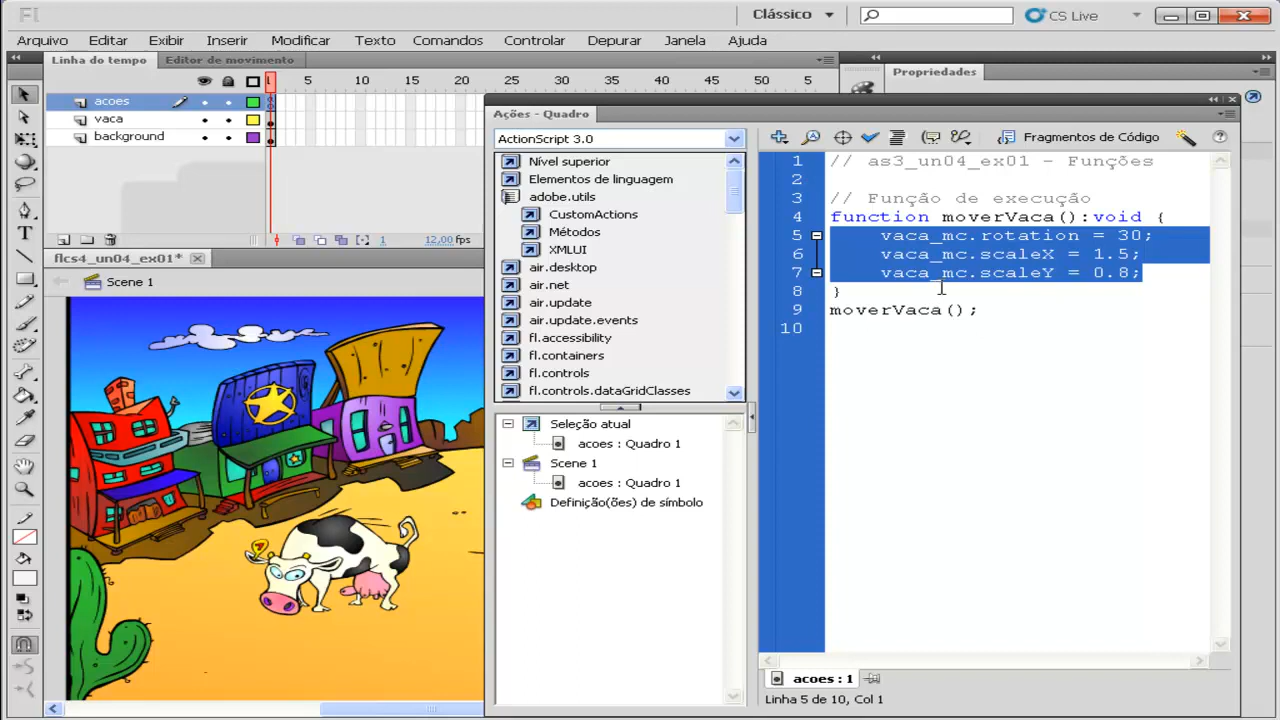 Fl
Clássico
CS Live
Arquivo Editar Exibir Inserir Modificar Texto Comandos Controlar Depurar Janela Ajuda
Linha do tempo Editor de movimento
1 5 10 15 20 25 30 35 40 45 50 5
acoes
vaca
background
1 12,00 fps
flcs4_un04_ex01*
Scene 1
Propriedades
Ações - Quadro
ActionScript 3.0
Nível superior
Elementos de linguagem
adobe.utils
CustomActions
Métodos
XMLUI
air.desktop
air.net
air.update
air.update.events
fl.accessibility
fl.containers
fl.controls
fl.controls.dataGridClasses
Seleção atual
acoes : Quadro 1
Scene 1
acoes : Quadro 1
Definição(ões) de símbolo
Fragmentos de Código
1 // as3_un04_ex01 - Funções
2
3 // Função de execução
4 function moverVaca():void {
5 vaca_mc.rotation = 30;
6 vaca_mc.scaleX = 1.5;
7 vaca_mc.scaleY = 0.8;
8 }
9 moverVaca();
10
acoes : 1
Linha 5 de 10, Col 1